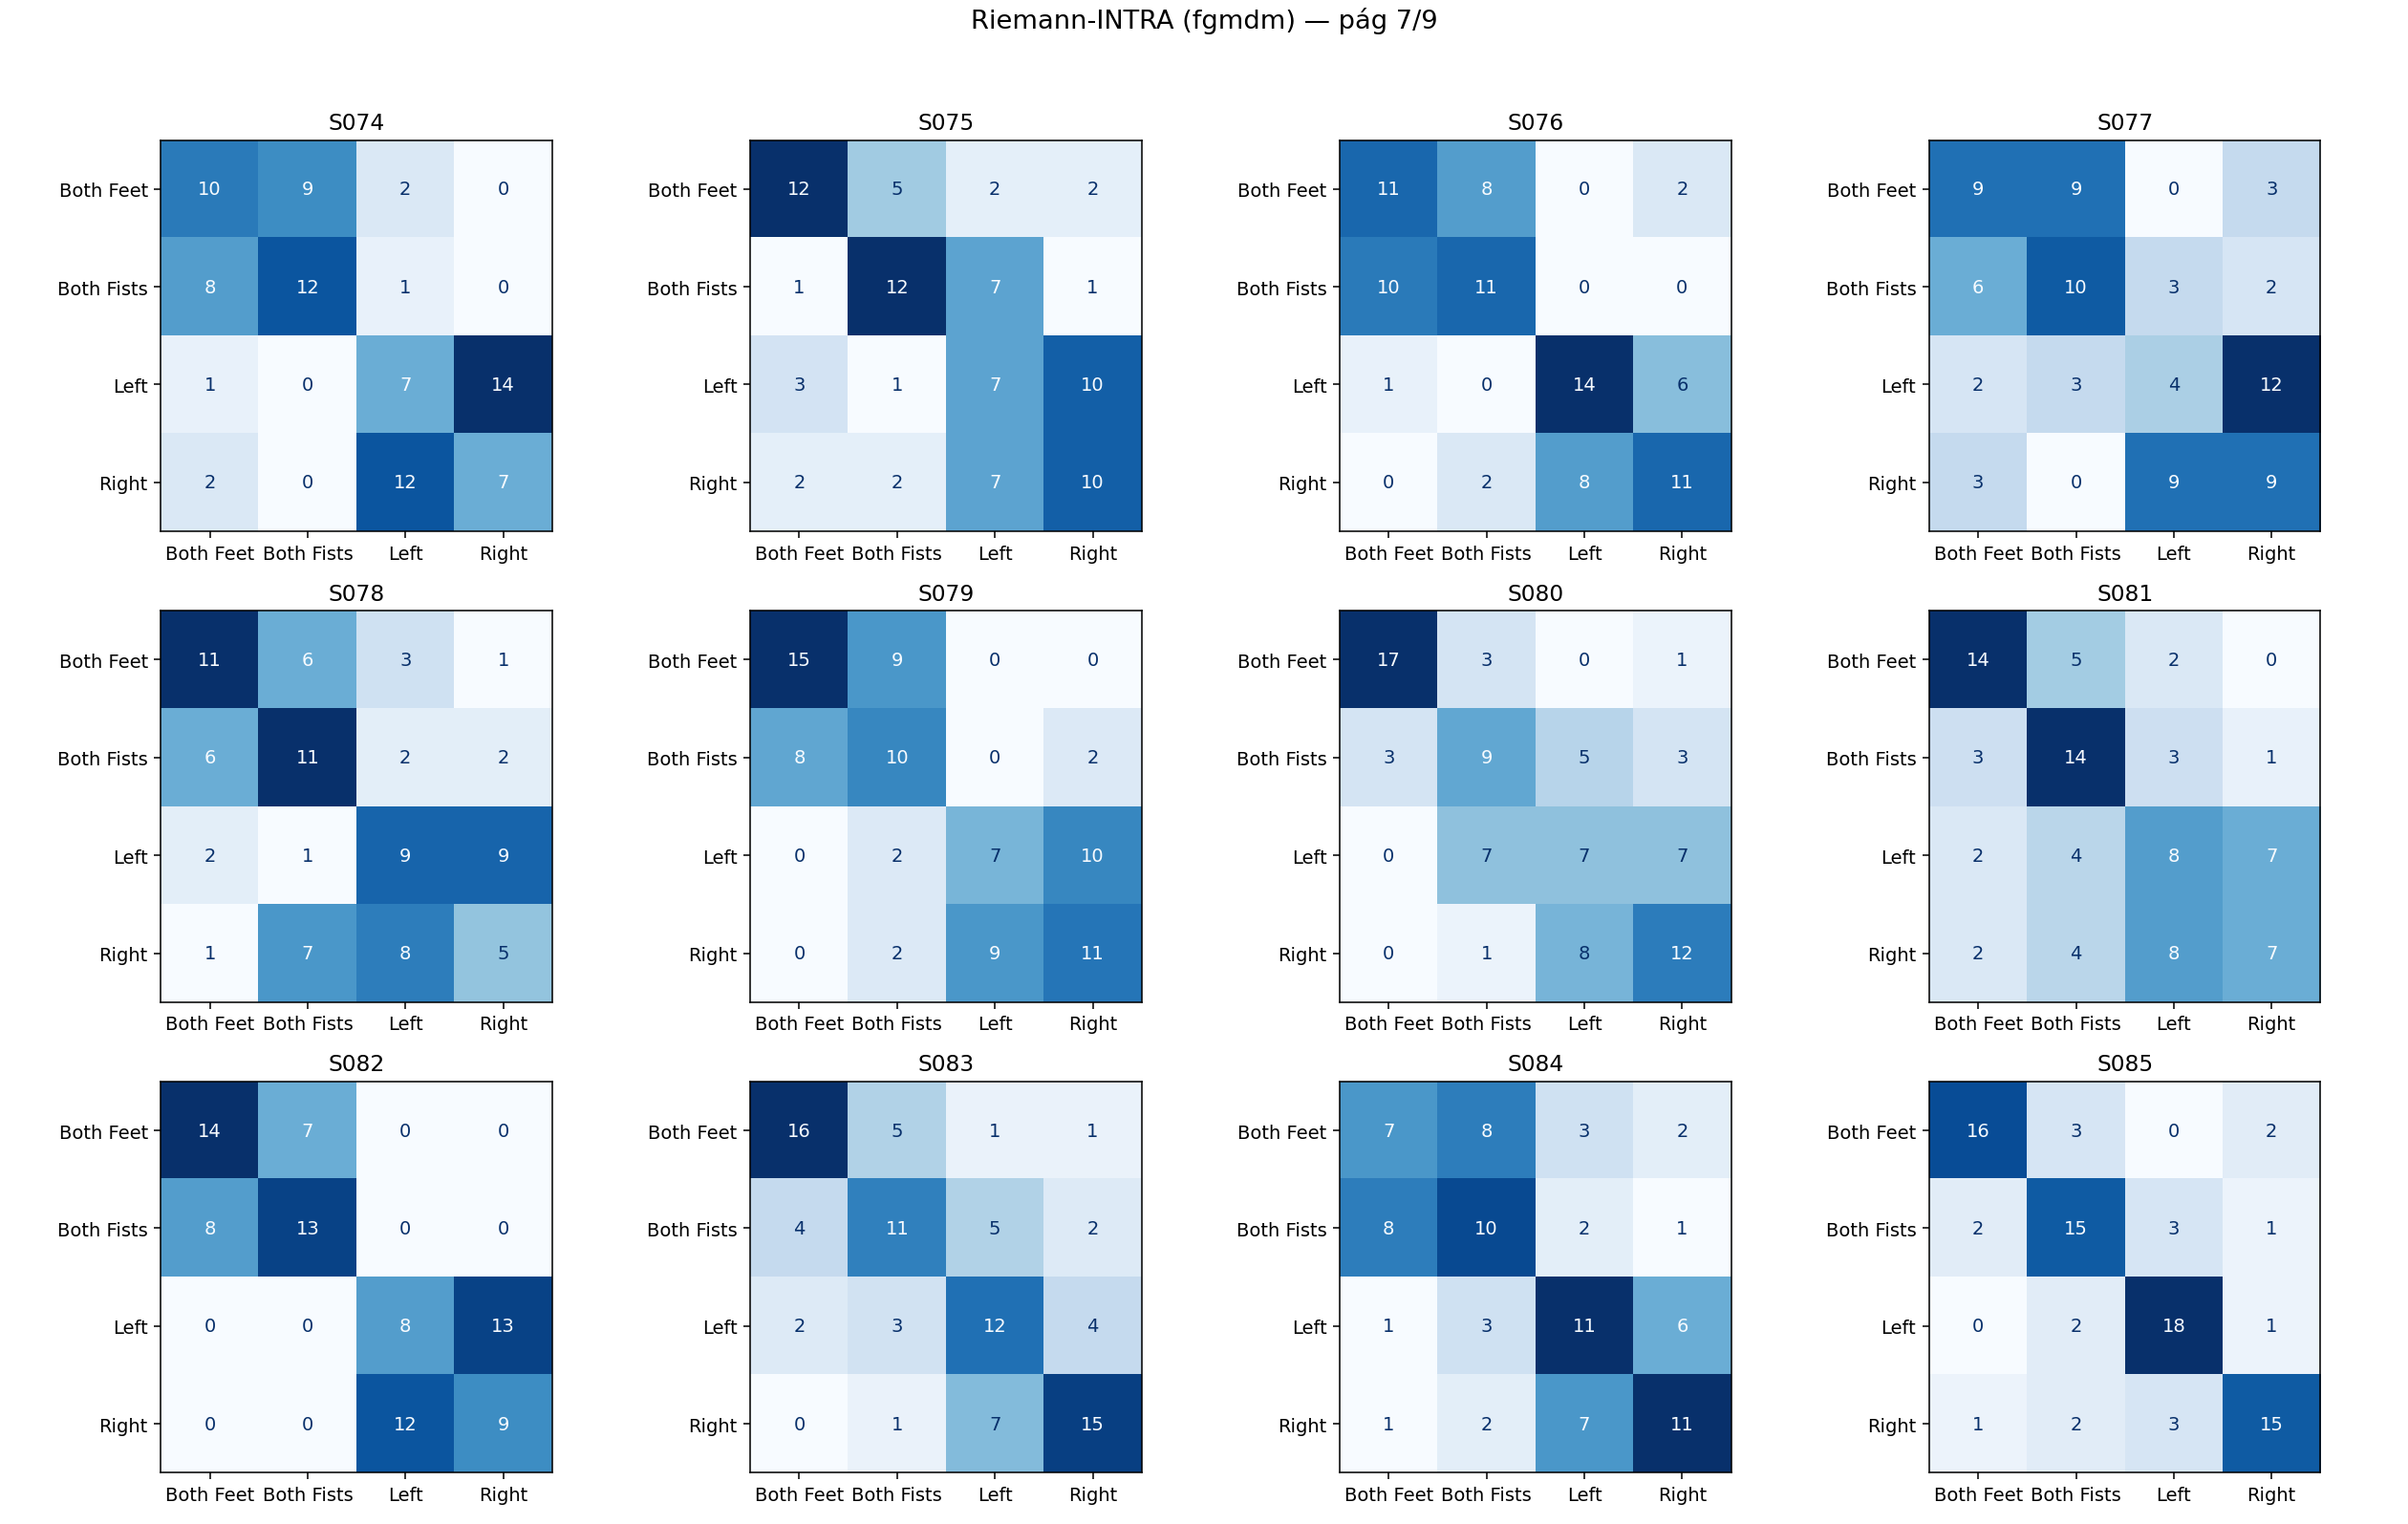 Riemann-INTRA (fgmdm) — pág 7/9
S074 S075 S076 S077
Both Feet 10 9 2 0 Both Feet 12 5 2 2 Both Feet 11 8 0 2 Both Feet 9 9 0 3
Both Fists 8 12 1 0 Both Fists 1 12 7 1 Both Fists 10 11 0 0 Both Fists 6 10 3 2
Left 1 0 7 14 Left 3 1 7 10 Left 1 0 14 6 Left 2 3 4 12
Right 2 0 12 7 Right 2 2 7 10 Right 0 2 8 11 Right 3 0 9 9
Both Feet Both Fists Left Right Both Feet Both Fists Left Right Both Feet Both Fists Left Right Both Feet Both Fists Left Right
S078 S079 S080 S081
Both Feet 11 6 3 1 Both Feet 15 9 0 0 Both Feet 17 3 0 1 Both Feet 14 5 2 0
Both Fists 6 11 2 2 Both Fists 8 10 0 2 Both Fists 3 9 5 3 Both Fists 3 14 3 1
Left 2 1 9 9 Left 0 2 7 10 Left 0 7 7 7 Left 2 4 8 7
Right 1 7 8 5 Right 0 2 9 11 Right 0 1 8 12 Right 2 4 8 7
Both Feet Both Fists Left Right Both Feet Both Fists Left Right Both Feet Both Fists Left Right Both Feet Both Fists Left Right
S082 S083 S084 S085
Both Feet 14 7 0 0 Both Feet 16 5 1 1 Both Feet 7 8 3 2 Both Feet 16 3 0 2
Both Fists 8 13 0 0 Both Fists 4 11 5 2 Both Fists 8 10 2 1 Both Fists 2 15 3 1
Left 0 0 8 13 Left 2 3 12 4 Left 1 3 11 6 Left 0 2 18 1
Right 0 0 12 9 Right 0 1 7 15 Right 1 2 7 11 Right 1 2 3 15
Both Feet Both Fists Left Right Both Feet Both Fists Left Right Both Feet Both Fists Left Right Both Feet Both Fists Left Right